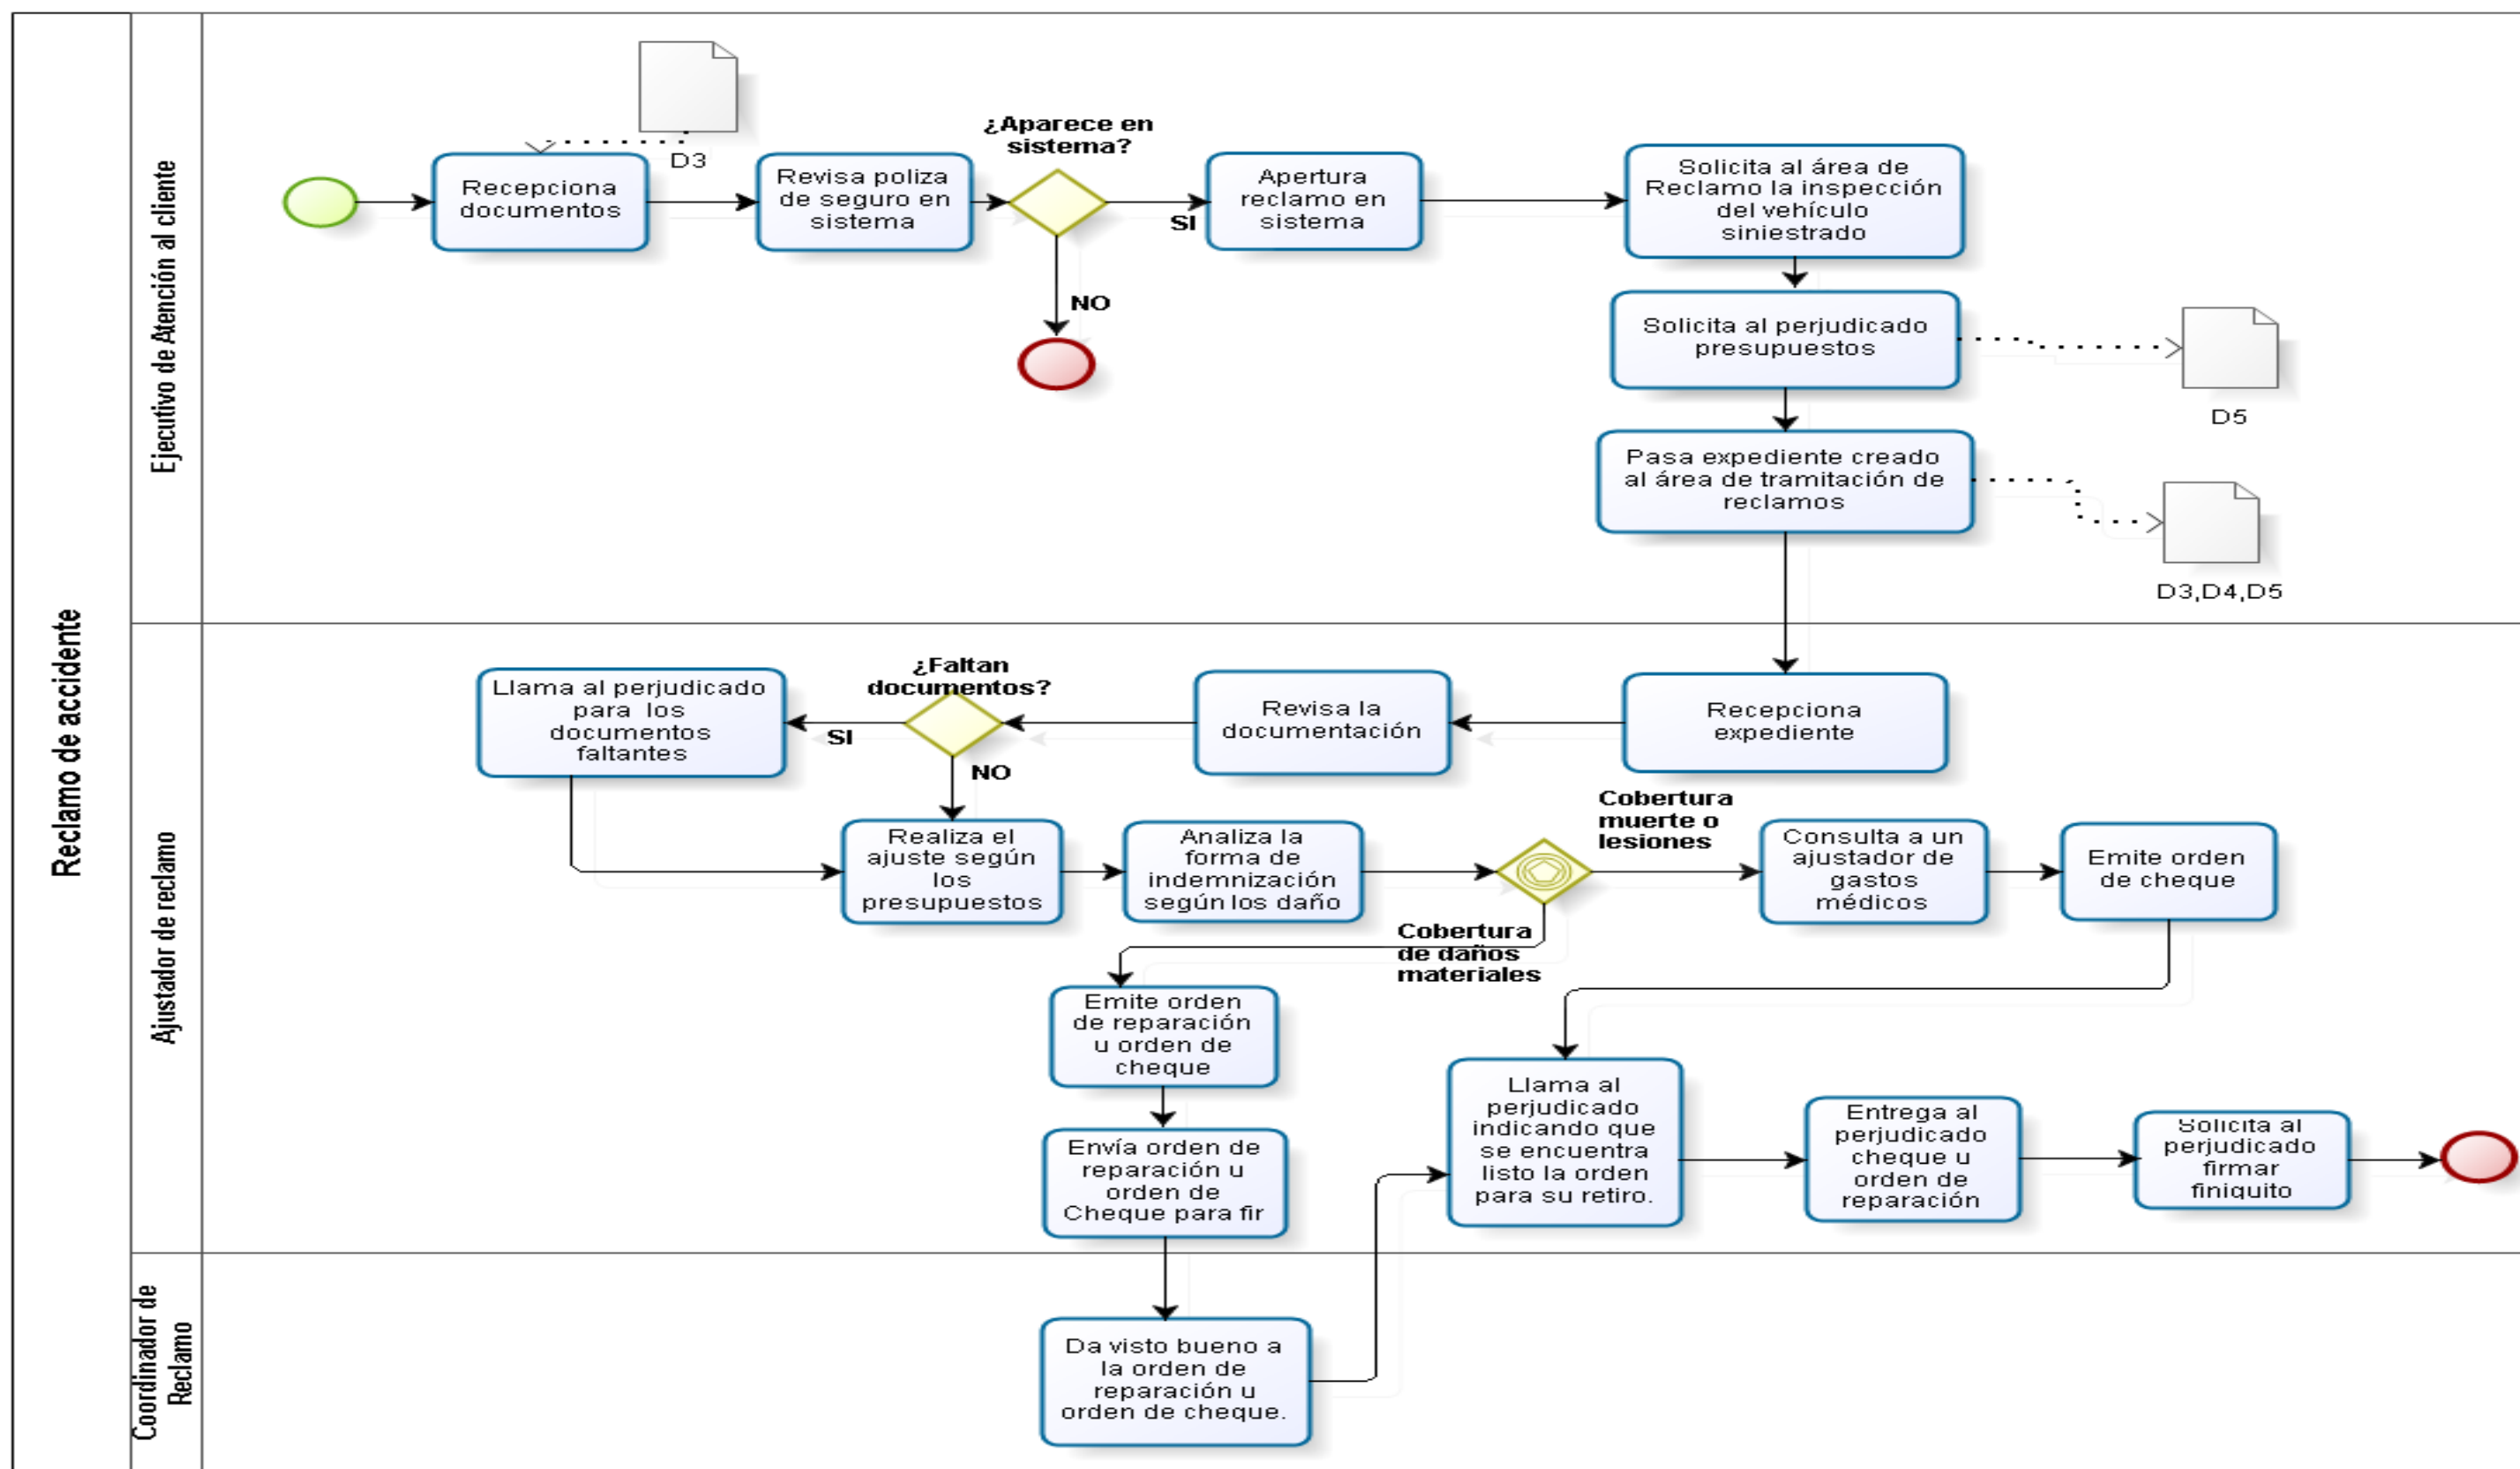 Reclamo de accidente
Ejecutivo de Atención al cliente
D3
Recepciona
documentos
Revisa poliza
de seguro en
sistema
¿Aparece en
sistema?
SI
NO
Apertura
reclamo en
sistema
Solicita al área de
Reclamo la inspección
del vehículo
siniestrado
Solicita al perjudicado
presupuestos
D5
Pasa expediente creado
al área de tramitación de
reclamos
D3,D4,D5
Ajustador de reclamo
Recepciona
expediente
Revisa la
documentación
¿Faltan
documentos?
SI
NO
Llama al perjudicado
para los
documentos
faltantes
Realiza el
ajuste según
los
presupuestos
Analiza la
forma de
indemnización
según los daño
Cobertura
muerte o
lesiones
Consulta a un
ajustador de
gastos
médicos
Emite orden
de cheque
Cobertura
de daños
materiales
Emite orden
de reparación
u orden de
cheque
Envía orden de
reparación u
orden de
Cheque para fir
Llama al
perjudicado
indicando que
se encuentra
listo la orden
para su retiro.
Entrega al
perjudicado
cheque u
orden de
reparación
Solicita al
perjudicado
firmar
finiquito
Coordinador de
Reclamo
Da visto bueno a
la orden de
reparación u
orden de cheque.